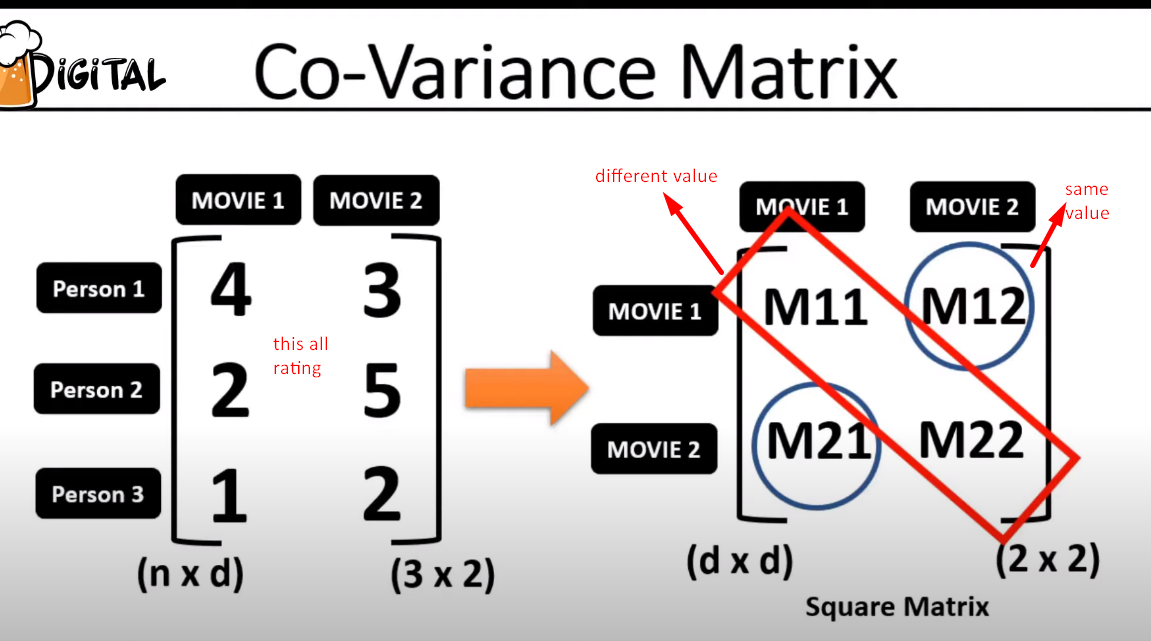 DiGiTAL
Co-Variance Matrix
MOVIE 1 MOVIE 2
Person 1 4 3
this all
rating
Person 2 2 5
Person 3 1 2
(n x d) (3 x 2)
different value
same
value
MOVIE 1 MOVIE 2
MOVIE 1 M11 M12
MOVIE 2 M21 M22
(d x d) (2 x 2)
Square Matrix